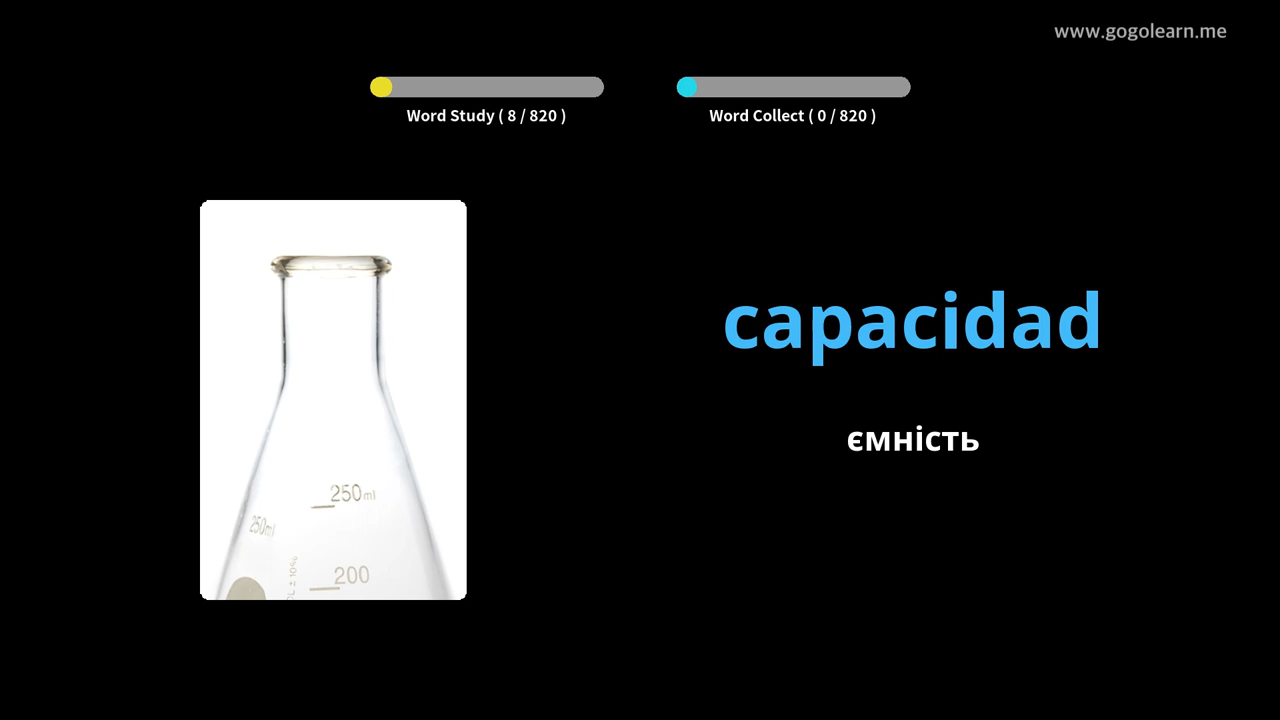 www.gogolearn.me
Word Study ( 8 / 820 )
Word Collect ( 0 / 820 )
capacidad
ємність
250ml
250ml
200